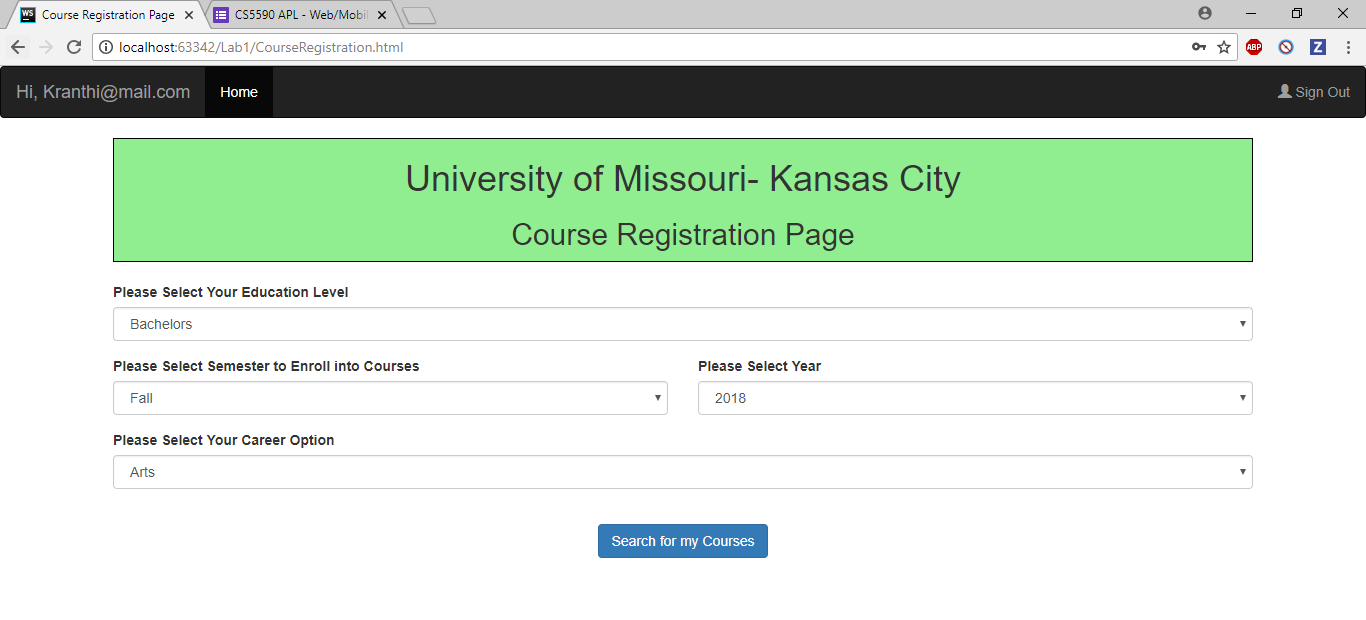 WS Course Registration Page
CS5590 APL - Web/Mobil
localhost:63342/Lab1/CourseRegistration.html
ABP
Z
Hi, Kranthi@mail.com Home Sign Out
University of Missouri- Kansas City
Course Registration Page
Please Select Your Education Level
Bachelors
Please Select Semester to Enroll into Courses
Please Select Year
Fall
2018
Please Select Your Career Option
Arts
Search for my Courses